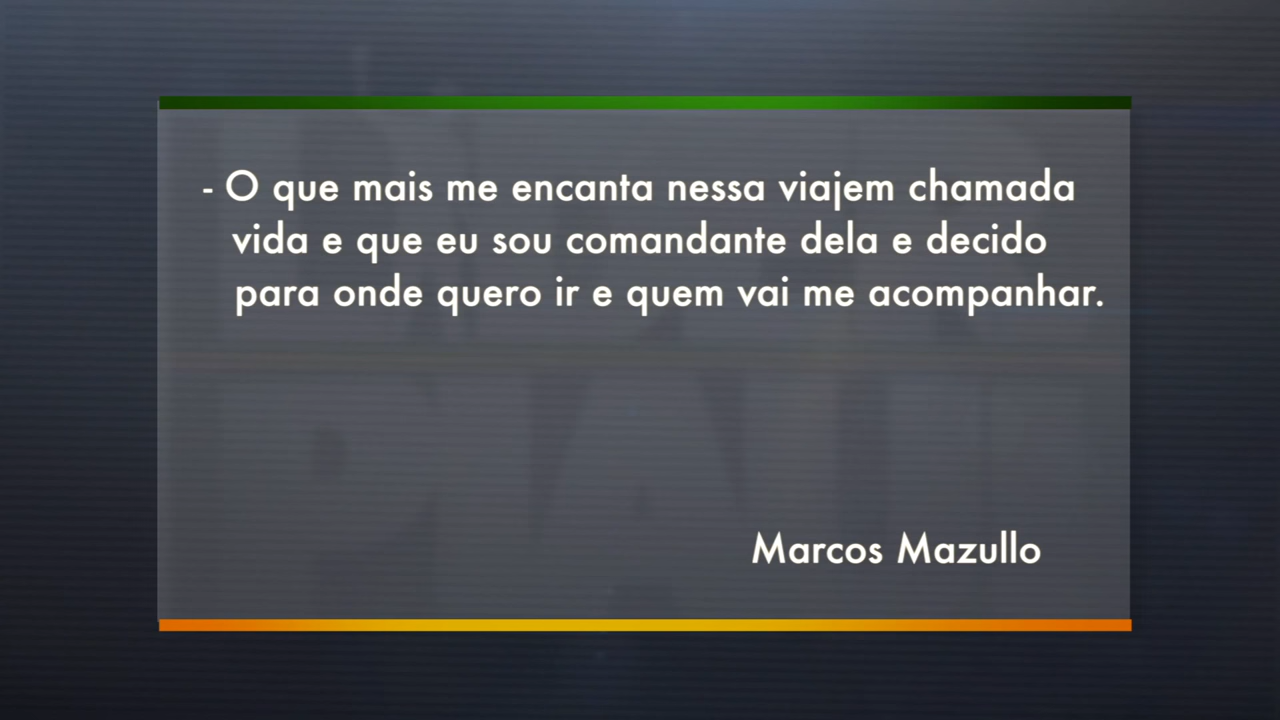 - O que mais me encanta nessa viajem chamada
vida e que eu sou comandante dela e decido
para onde quero ir e quem vai me acompanhar.
Marcos Mazullo